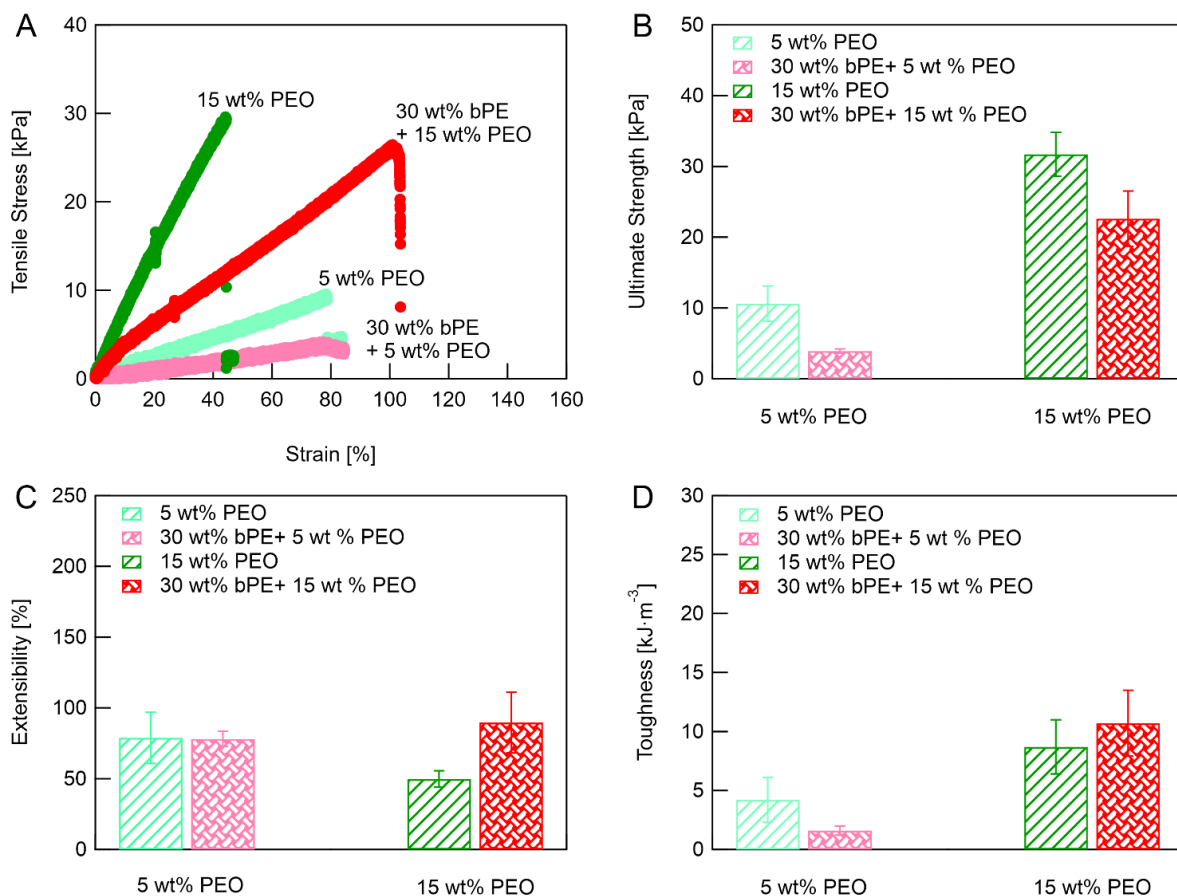 A
Tensile Stress [kPa]
40
30
20
10
0
15 wt% PEO
30 wt% bPE
+ 15 wt% PEO
5 wt% PEO
30 wt% bPE
+ 5 wt% PEO
0 20 40 60 80 100 120 140 160
Strain [%]
B
Ultimate Strength [kPa]
50
40
30
20
10
0
5 wt% PEO
30 wt% bPE+ 5 wt % PEO
15 wt% PEO
30 wt% bPE+ 15 wt % PEO
5 wt% PEO 15 wt% PEO
C
Extensibility [%]
250
200
150
100
50
0
5 wt% PEO
30 wt% bPE+ 5 wt % PEO
15 wt% PEO
30 wt% bPE+ 15 wt % PEO
5 wt% PEO 15 wt% PEO
D
Toughness [kJ·m⁻³]
30
25
20
15
10
5
0
5 wt% PEO
30 wt% bPE+ 5 wt % PEO
15 wt% PEO
30 wt% bPE+ 15 wt % PEO
5 wt% PEO 15 wt% PEO